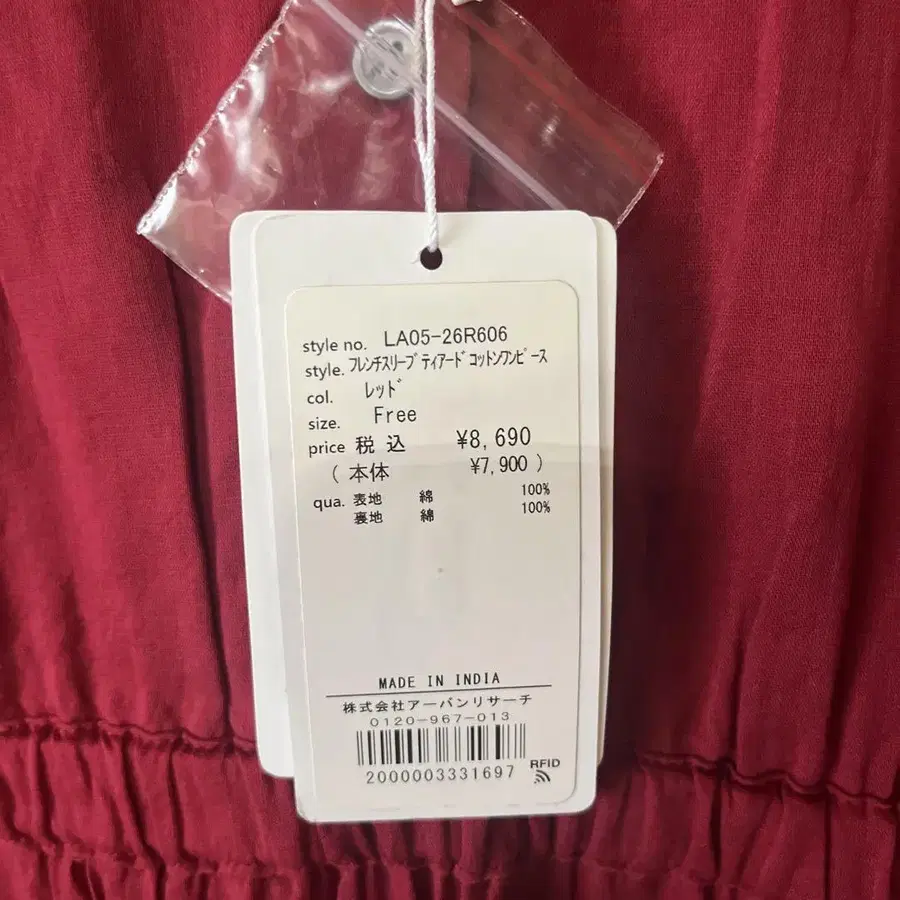 style no. LA05-26R606
style. フレンチスリーブ ティアード コットンワンピース
col. レッド
size. Free
price 税 込 ¥8,690
( 本体 ¥7,900 )
qua. 表地 綿 100%
裏地 綿 100%
MADE IN INDIA
株式会社アーバンリサーチ
0120-967-013
RFID
2000003331697